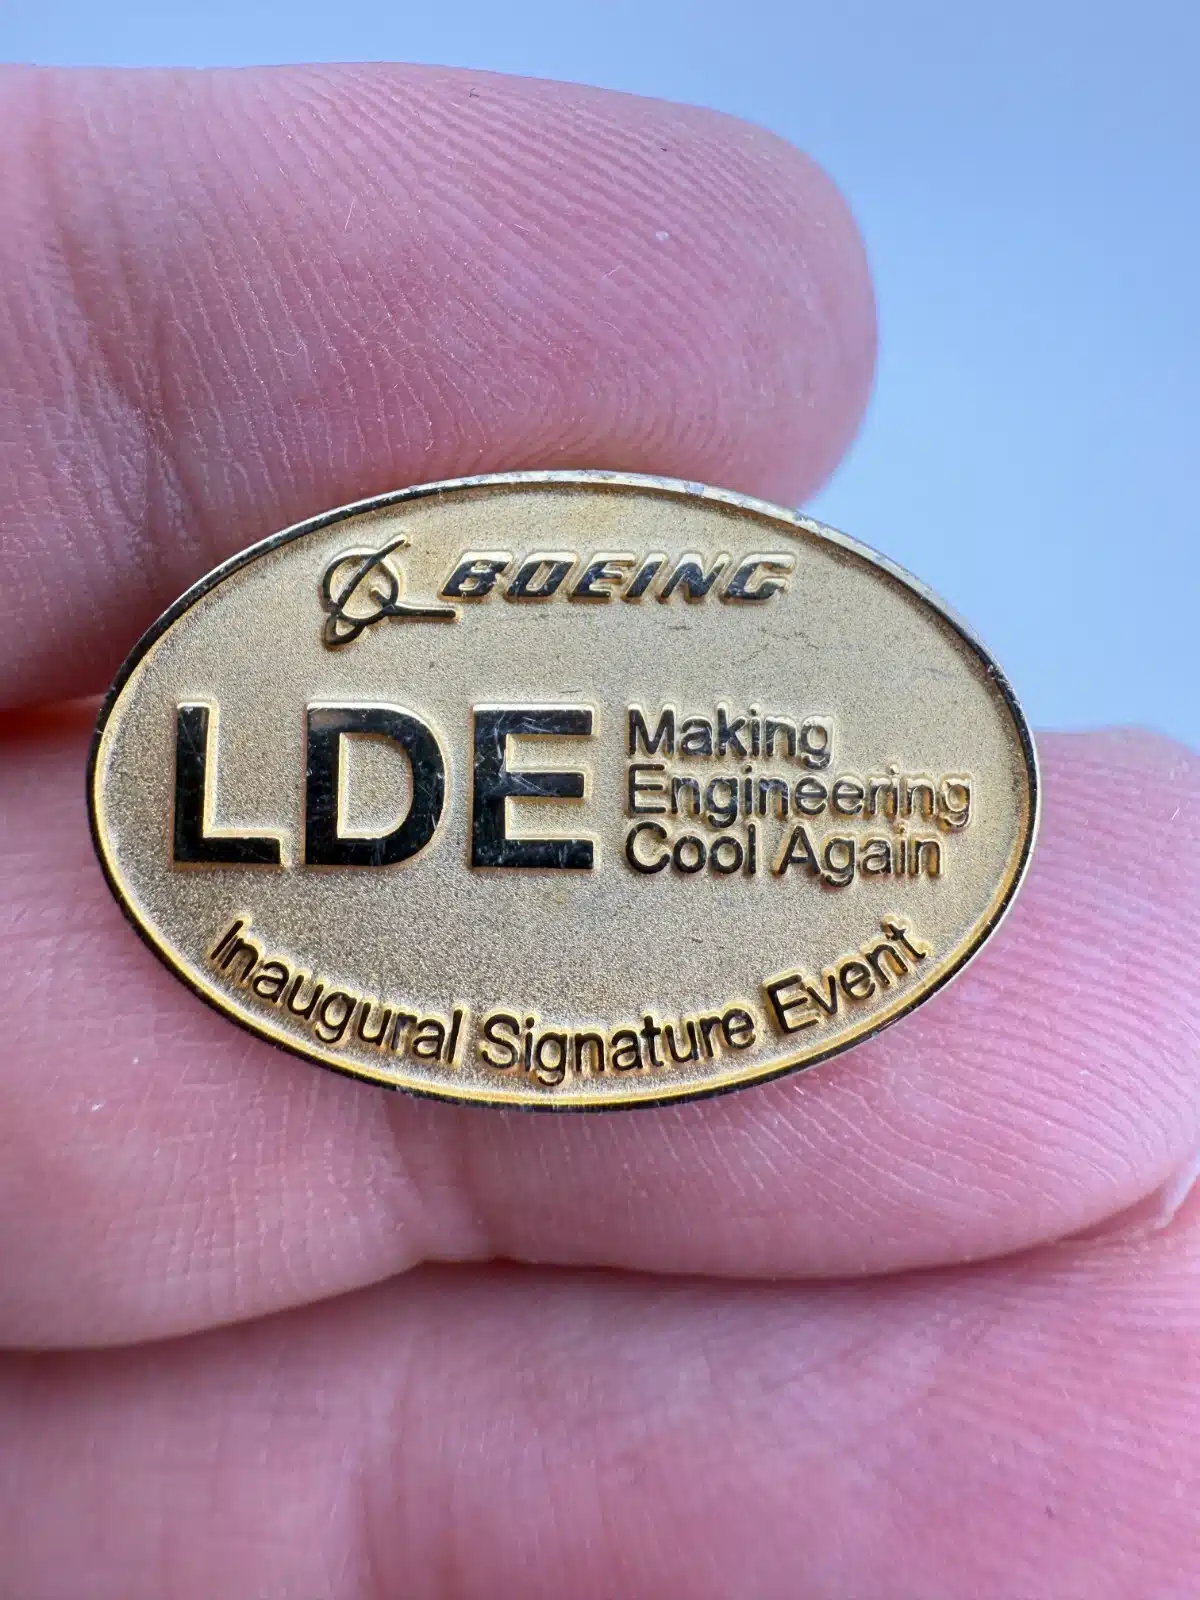 BOEING
LDE
Making
Engineering
Cool Again
Inaugural Signature Event